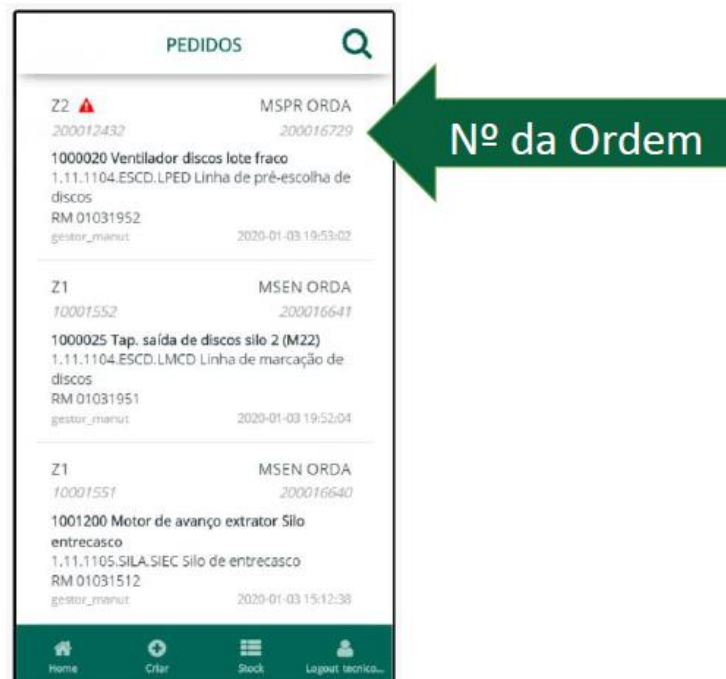 PEDIDOS
Z2 MSPR ORDA
200012432 200016729
1000020 Ventilador discos lote fraco
1.11.1104.ESCD.LPED Linha de pré-escolha de
discos
RM 01031952
gestor_manut 2020-01-03 19:53:02
Nº da Ordem
Z1 MSEN ORDA
10001552 200016641
1000025 Tap. saída de discos silo 2 (M22)
1.11.1104.ESCD.LMCD Linha de marcação de
discos
RM 01031951
gestor_manut 2020-01-03 19:52:04
Z1 MSEN ORDA
10001551 200016640
1001200 Motor de avanço extrator Silo
entrecasco
1.11.1105.SILA.SIEC Silo de entrecasco
RM 01031512
gestor_manut 2020-01-03 15:12:38
Home Criar Stock Logout tecnico...